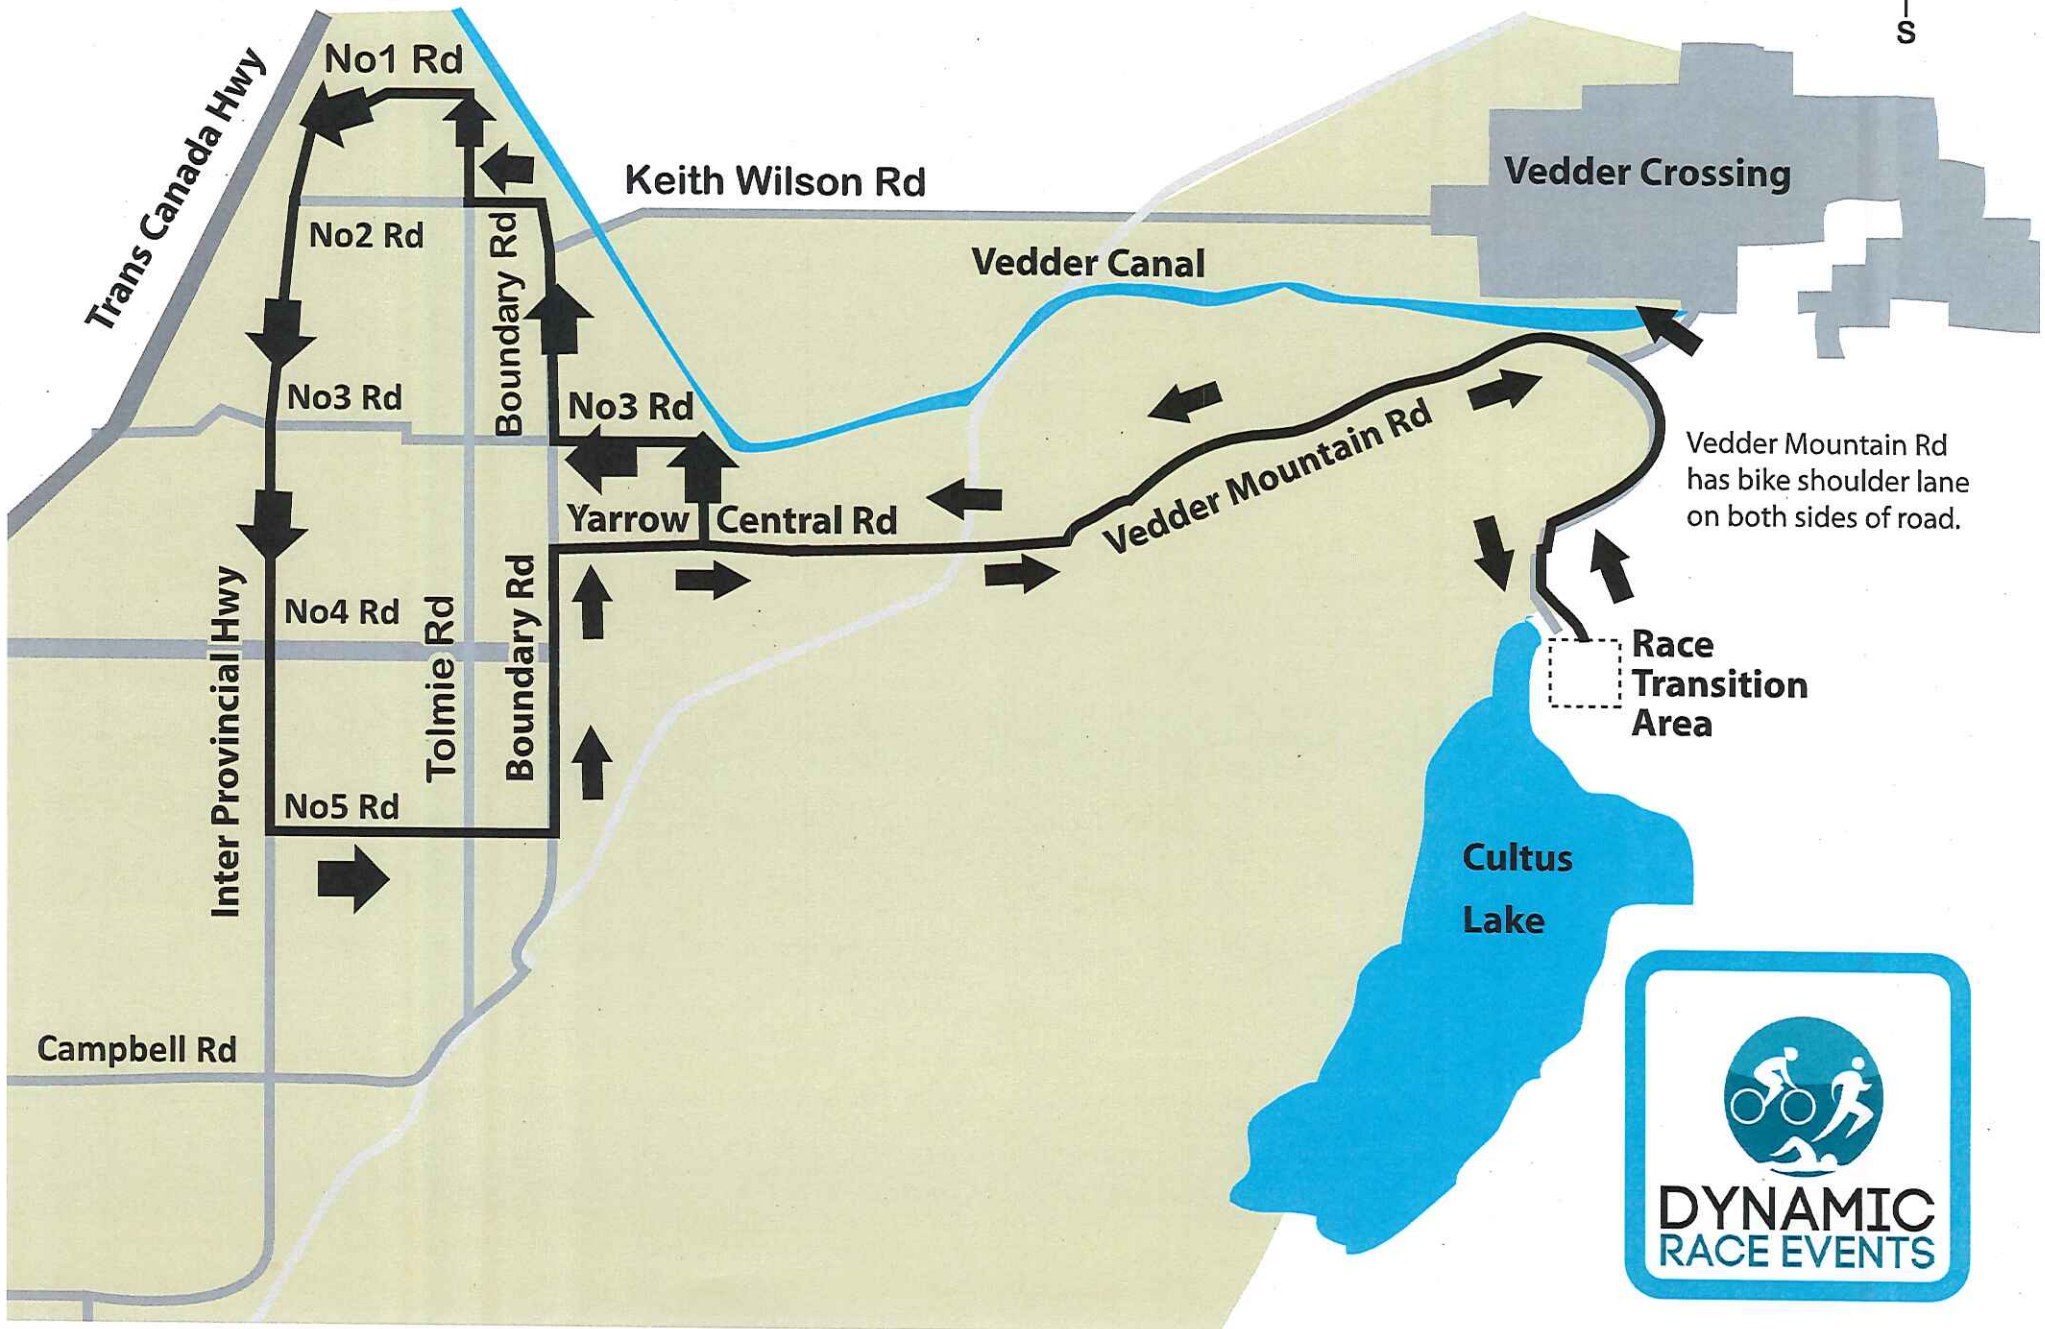 S
No1 Rd
Trans Canada Hwy
Keith Wilson Rd
Vedder Crossing
No2 Rd
Boundary Rd
Vedder Canal
No3 Rd
No3 Rd
Vedder Mountain Rd
Vedder Mountain Rd
has bike shoulder lane
on both sides of road.
Yarrow Central Rd
Inter Provincial Hwy
No4 Rd
Tolmie Rd
Boundary Rd
Race
Transition
Area
No5 Rd
Cultus
Lake
Campbell Rd
DYNAMIC
RACE EVENTS